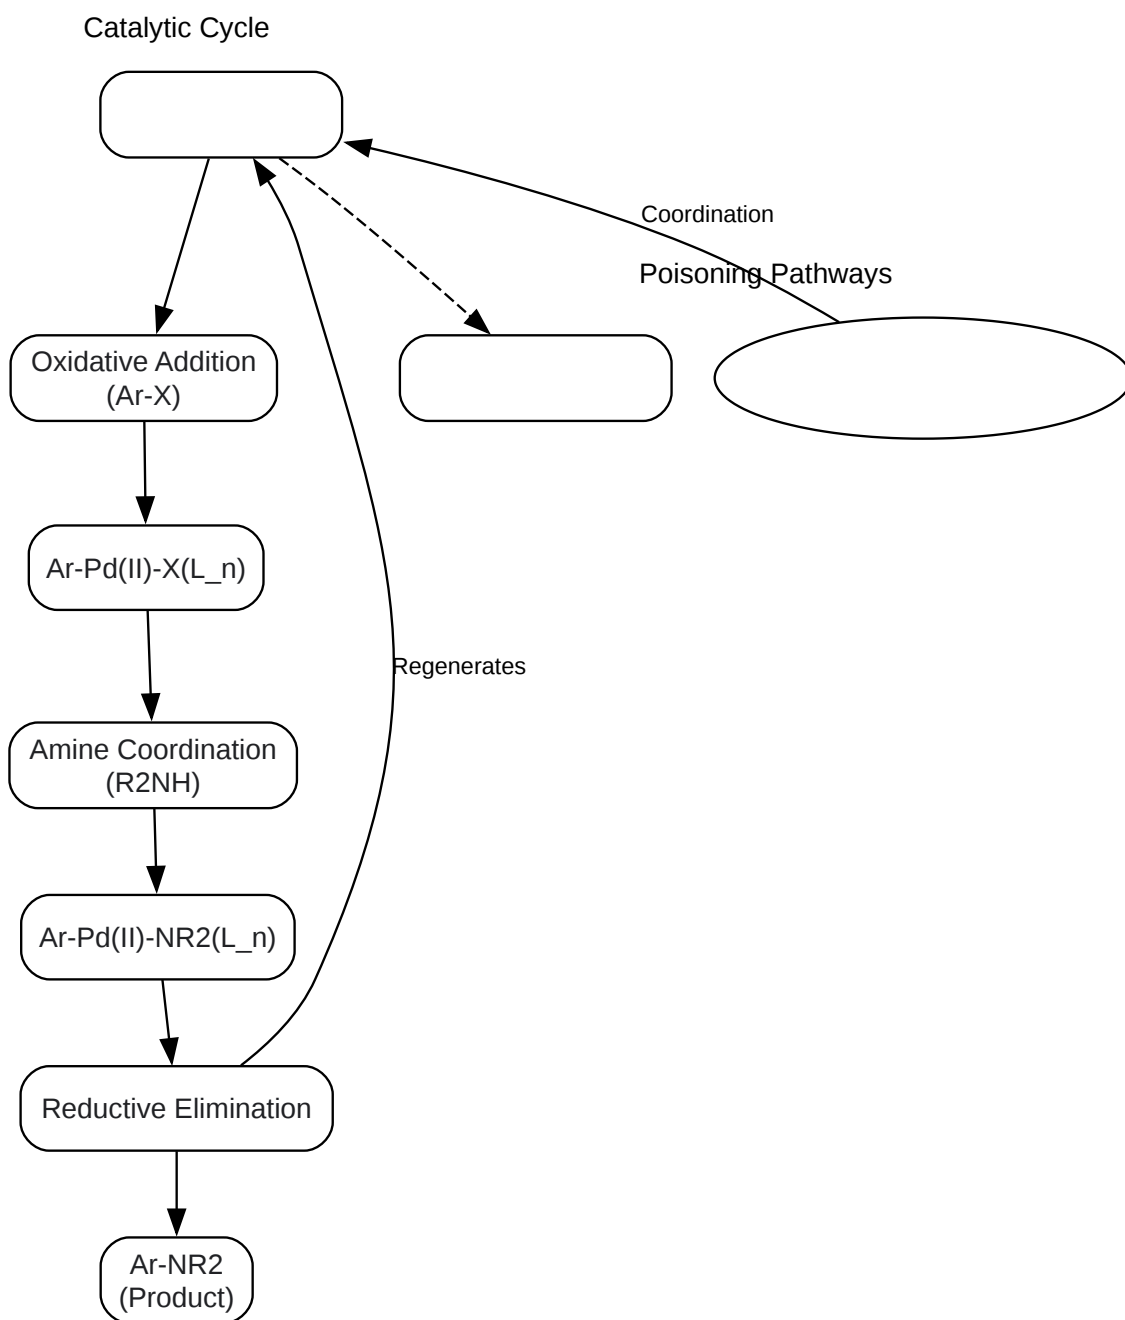 Catalytic Cycle
Coordination
Poisoning Pathways
Oxidative Addition
(Ar-X)
Ar-Pd(II)-X(L_n)
Regenerates
Amine Coordination
(R2NH)
Ar-Pd(II)-NR2(L_n)
Reductive Elimination
Ar-NR2
(Product)